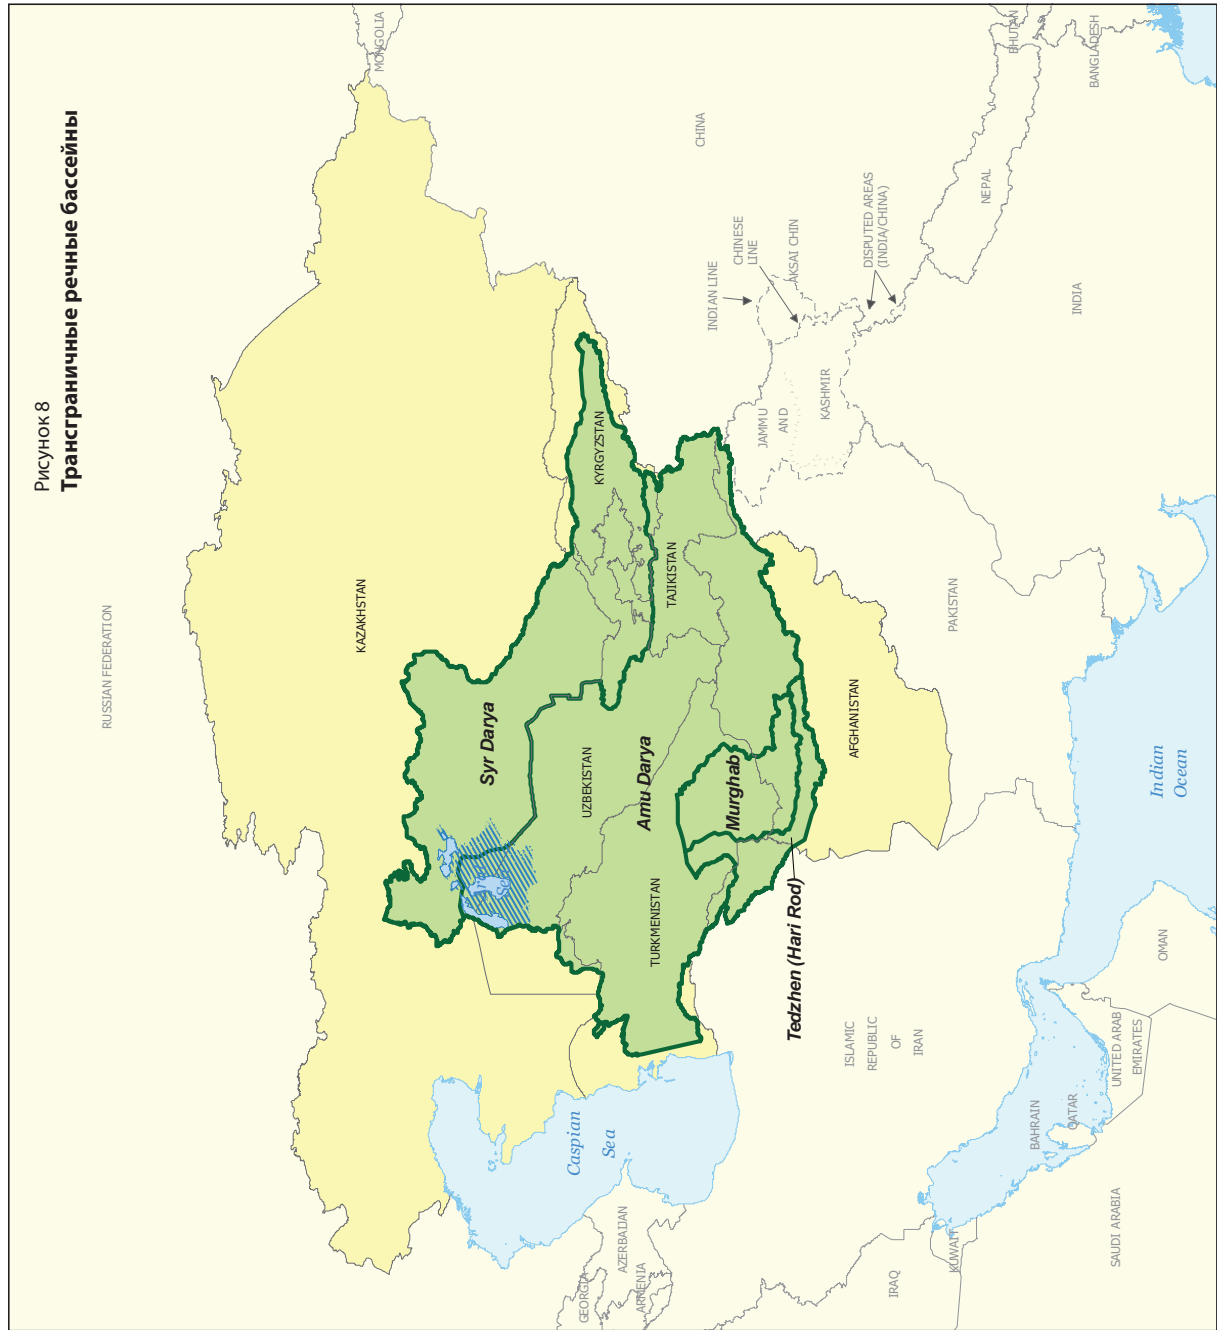 Рисунок 8
Трансграничные речные бассейны
RUSSIAN FEDERATION
MONGOLIA
KAZAKHSTAN
CHINA
Syr Darya
Aral
Sea
KYRGYZSTAN
UZBEKISTAN
TAJIKISTAN
Amu Darya
TURKMENISTAN
Murghab
Tedzhen (Hari Rod)
AFGHANISTAN
Caspian
Sea
GEORGIA
AZERBAIJAN
ARMENIA
INDIAN LINE
CHINESE
LINE
AKSAI CHIN
JAMMU
AND
KASHMIR
DISPUTED AREAS
(INDIA/CHINA)
NEPAL
BHUTAN
BANGLADESH
INDIA
PAKISTAN
ISLAMIC
REPUBLIC
OF
IRAN
IRAQ
KUWAIT
BAHRAIN
QATAR
UNITED ARAB
EMIRATES
SAUDI ARABIA
OMAN
Indian
Ocean